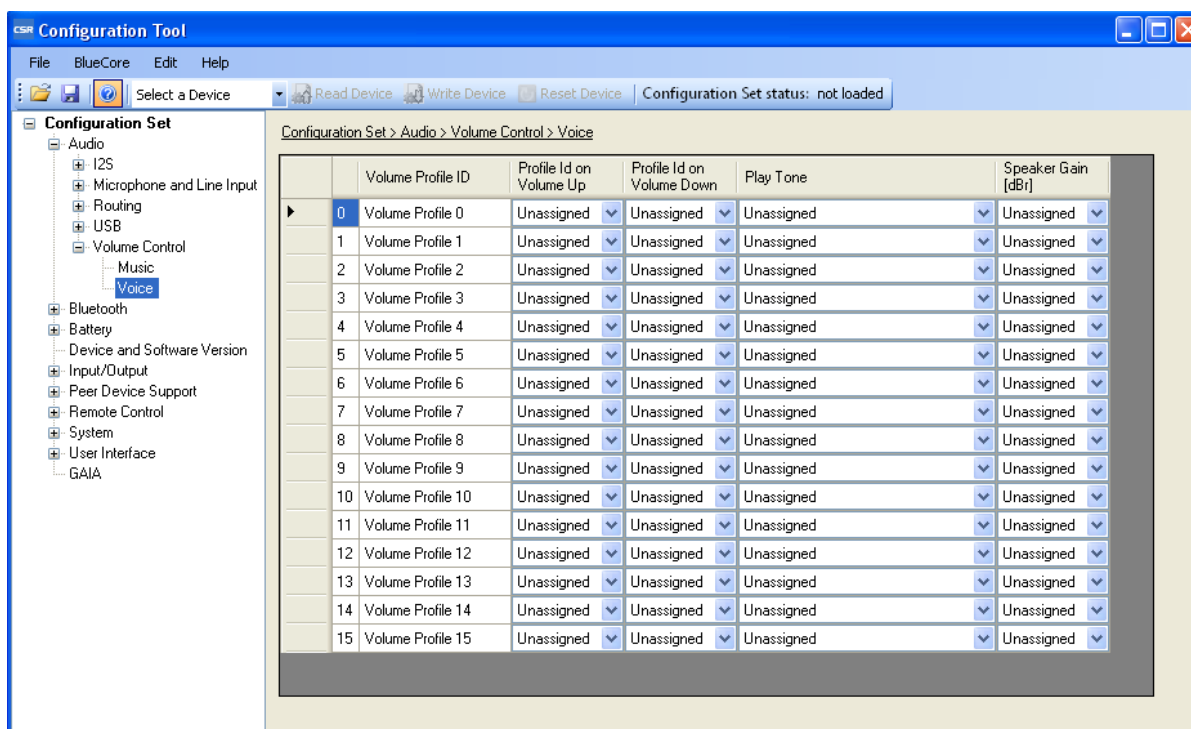 CSR Configuration Tool
File BlueCore Edit Help
Select a Device Read Device Write Device Reset Device Configuration Set status: not loaded
Configuration Set
Audio
I2S
Microphone and Line Input
Routing
USB
Volume Control
Music
Voice
Bluetooth
Battery
Device and Software Version
Input/Output
Peer Device Support
Remote Control
System
User Interface
GAIA
Configuration Set > Audio > Volume Control > Voice
Volume Profile ID Profile Id on Volume Up Profile Id on Volume Down Play Tone Speaker Gain [dBr]
0 Volume Profile 0 Unassigned Unassigned Unassigned Unassigned
1 Volume Profile 1 Unassigned Unassigned Unassigned Unassigned
2 Volume Profile 2 Unassigned Unassigned Unassigned Unassigned
3 Volume Profile 3 Unassigned Unassigned Unassigned Unassigned
4 Volume Profile 4 Unassigned Unassigned Unassigned Unassigned
5 Volume Profile 5 Unassigned Unassigned Unassigned Unassigned
6 Volume Profile 6 Unassigned Unassigned Unassigned Unassigned
7 Volume Profile 7 Unassigned Unassigned Unassigned Unassigned
8 Volume Profile 8 Unassigned Unassigned Unassigned Unassigned
9 Volume Profile 9 Unassigned Unassigned Unassigned Unassigned
10 Volume Profile 10 Unassigned Unassigned Unassigned Unassigned
11 Volume Profile 11 Unassigned Unassigned Unassigned Unassigned
12 Volume Profile 12 Unassigned Unassigned Unassigned Unassigned
13 Volume Profile 13 Unassigned Unassigned Unassigned Unassigned
14 Volume Profile 14 Unassigned Unassigned Unassigned Unassigned
15 Volume Profile 15 Unassigned Unassigned Unassigned Unassigned